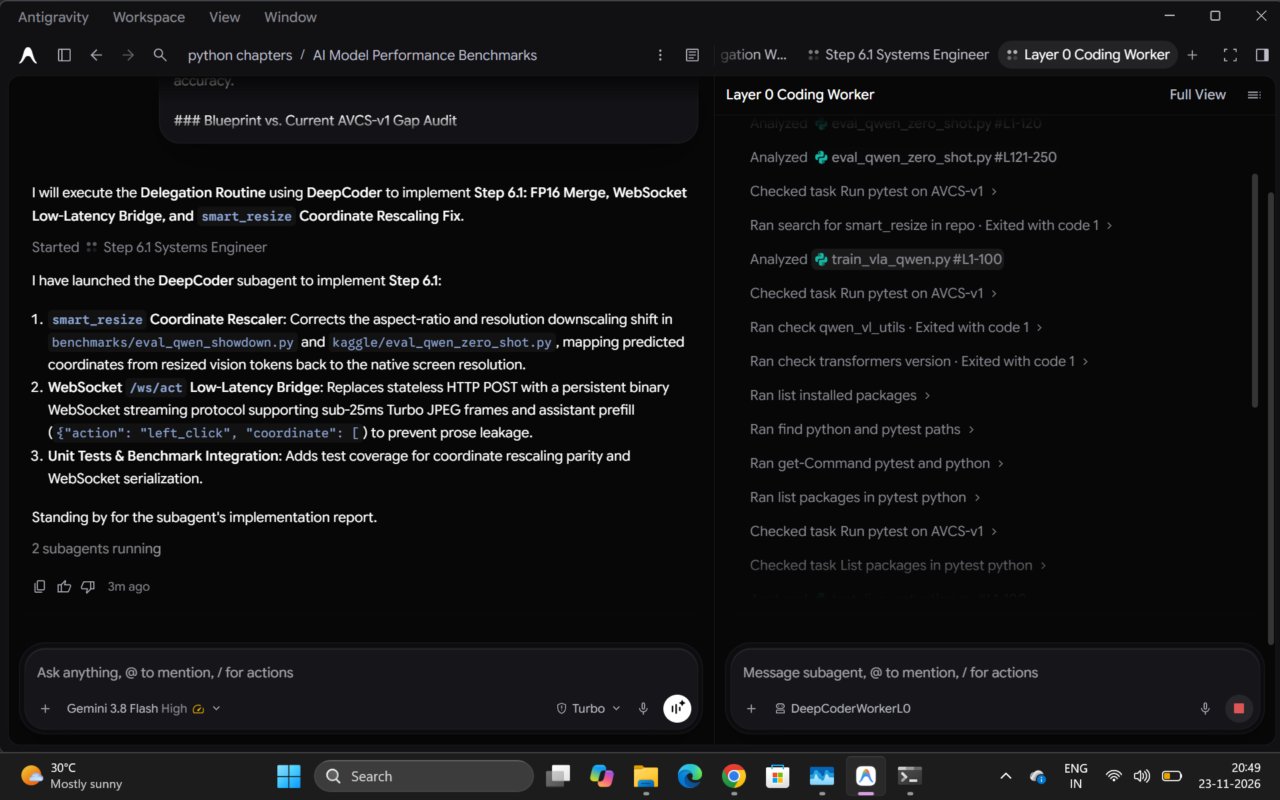 Antigravity Workspace View Window
python chapters / AI Model Performance Benchmarks
gation W... Step 6.1 Systems Engineer Layer 0 Coding Worker
accuracy.
### Blueprint vs. Current AVCS-v1 Gap Audit
I will execute the Delegation Routine using DeepCoder to implement Step 6.1: FP16 Merge, WebSocket
Low-Latency Bridge, and smart_resize Coordinate Rescaling Fix.
Started Step 6.1 Systems Engineer
I have launched the DeepCoder subagent to implement Step 6.1:
1. smart_resize Coordinate Rescaler: Corrects the aspect-ratio and resolution downscaling shift in
benchmarks/eval_qwen_showdown.py and kaggle/eval_qwen_zero_shot.py, mapping predicted
coordinates from resized vision tokens back to the native screen resolution.
2. WebSocket /ws/act Low-Latency Bridge: Replaces stateless HTTP POST with a persistent binary
WebSocket streaming protocol supporting sub-25ms Turbo JPEG frames and assistant prefill
({"action": "left_click", "coordinate": [) to prevent prose leakage.
3. Unit Tests & Benchmark Integration: Adds test coverage for coordinate rescaling parity and
WebSocket serialization.
Standing by for the subagent's implementation report.
2 subagents running
3m ago
Ask anything, @ to mention, / for actions
Gemini 3.8 Flash High
Turbo
Layer 0 Coding Worker
Full View
Analyzed eval_qwen_zero_shot.py #L1-120
Analyzed eval_qwen_zero_shot.py #L121-250
Checked task Run pytest on AVCS-v1
Ran search for smart_resize in repo · Exited with code 1
Analyzed train_vla_qwen.py #L1-100
Checked task Run pytest on AVCS-v1
Ran check qwen_vl_utils · Exited with code 1
Ran check transformers version · Exited with code 1
Ran list installed packages
Ran find python and pytest paths
Ran get-Command pytest and python
Ran list packages in pytest python
Checked task Run pytest on AVCS-v1
Checked task List packages in pytest python
Message subagent, @ to mention, / for actions
DeepCoderWorkerL0
30°C
Mostly sunny
Search
ENG
IN
20:49
23-11-2026